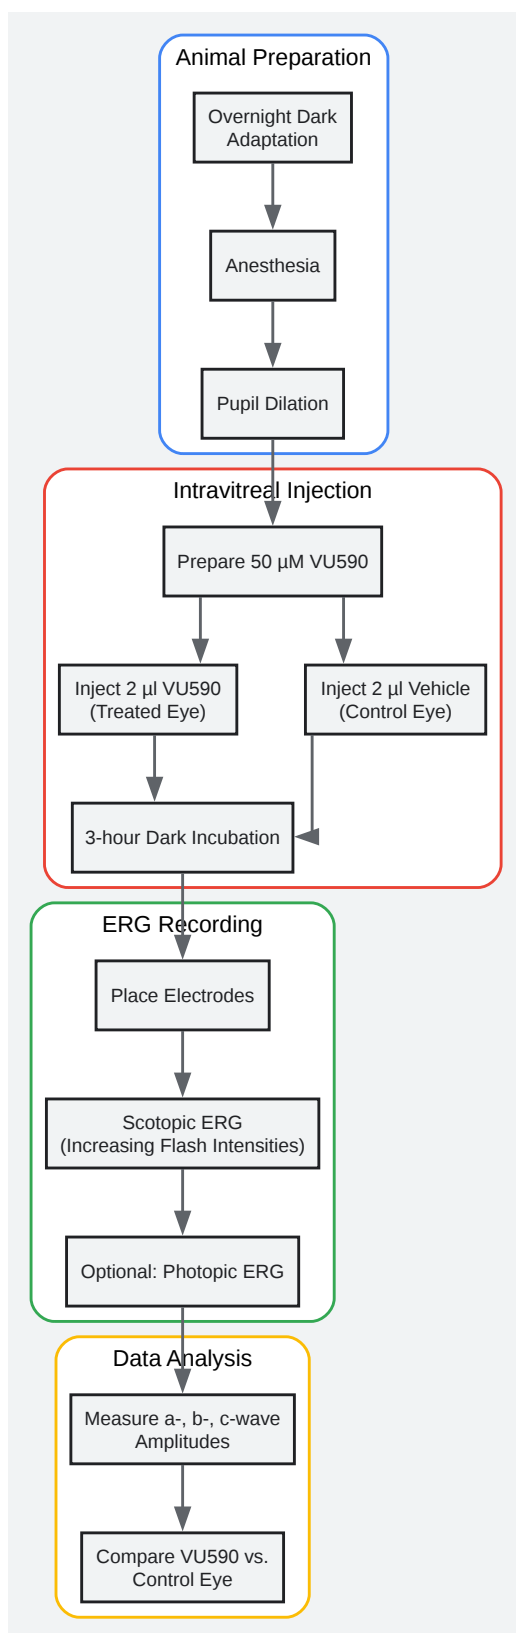 Animal Preparation
Overnight Dark
Adaptation
Anesthesia
Pupil Dilation
Intravitreal Injection
Prepare 50 µM VU590
Inject 2 µl VU590
(Treated Eye)
Inject 2 µl Vehicle
(Control Eye)
3-hour Dark Incubation
ERG Recording
Place Electrodes
Scotopic ERG
(Increasing Flash Intensities)
Optional: Photopic ERG
Data Analysis
Measure a-, b-, c-wave
Amplitudes
Compare VU590 vs.
Control Eye